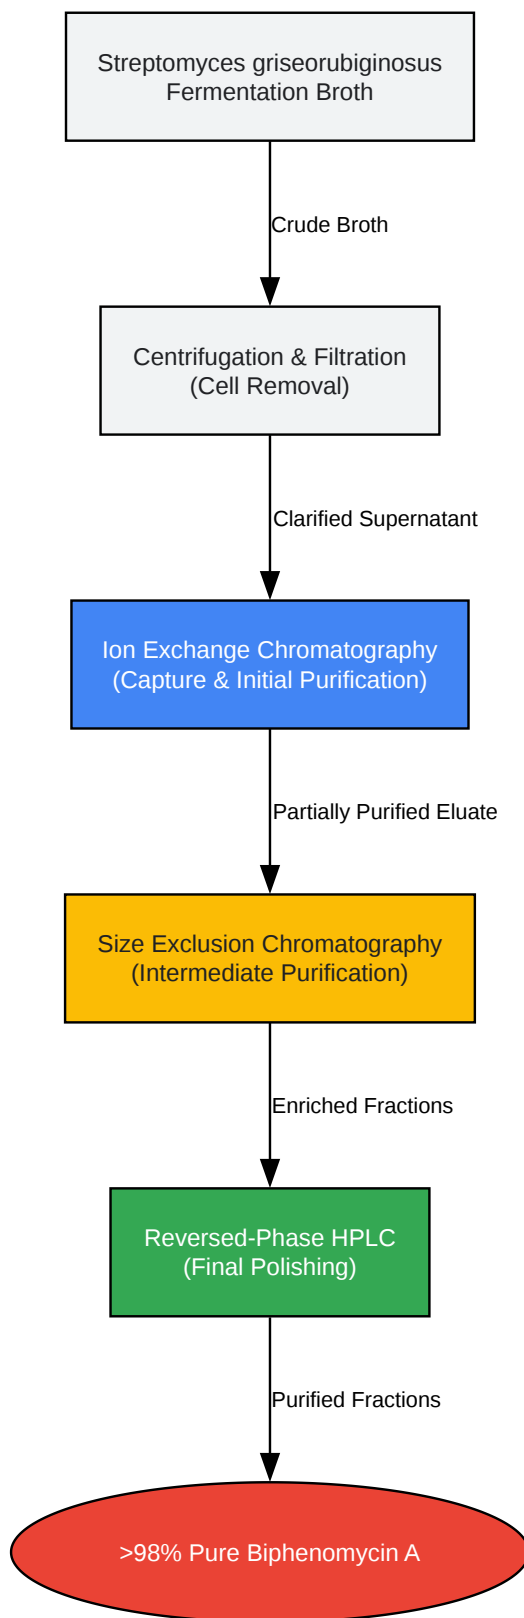 Streptomyces griseorubiginosus
Fermentation Broth
Crude Broth
Centrifugation & Filtration
(Cell Removal)
Clarified Supernatant
Ion Exchange Chromatography
(Capture & Initial Purification)
Partially Purified Eluate
Size Exclusion Chromatography
(Intermediate Purification)
Enriched Fractions
Reversed-Phase HPLC
(Final Polishing)
Purified Fractions
>98% Pure Biphenomycin A